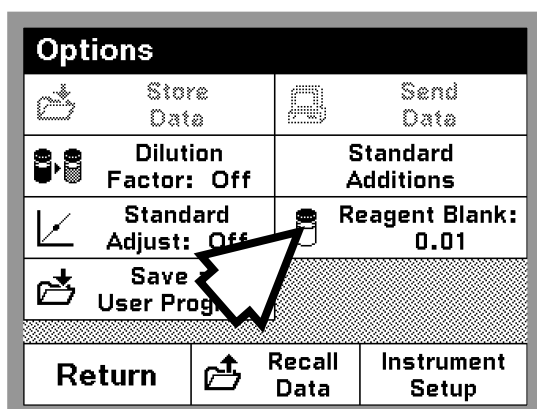 Options
Store
Data
Send
Data
Dilution
Factor: Off
Standard
Additions
Standard
Adjust: Off
Reagent Blank:
0.01
Save
User
Return
Recall
Data
Instrument
Setup